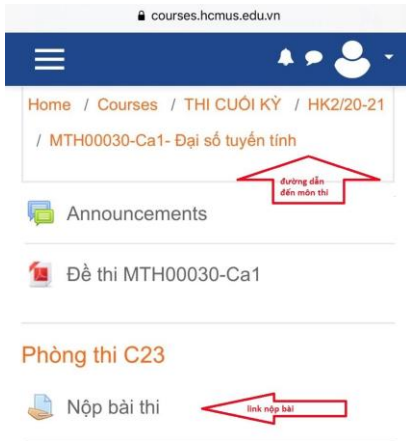 courses.hcmus.edu.vn
Home / Courses / THI CUỐI KỲ / HK2/20-21
/ MTH00030-Ca1- Đại số tuyến tính
đường dẫn
đến môn thi
Announcements
Đề thi MTH00030-Ca1
Phòng thi C23
Nộp bài thi
link nộp bài